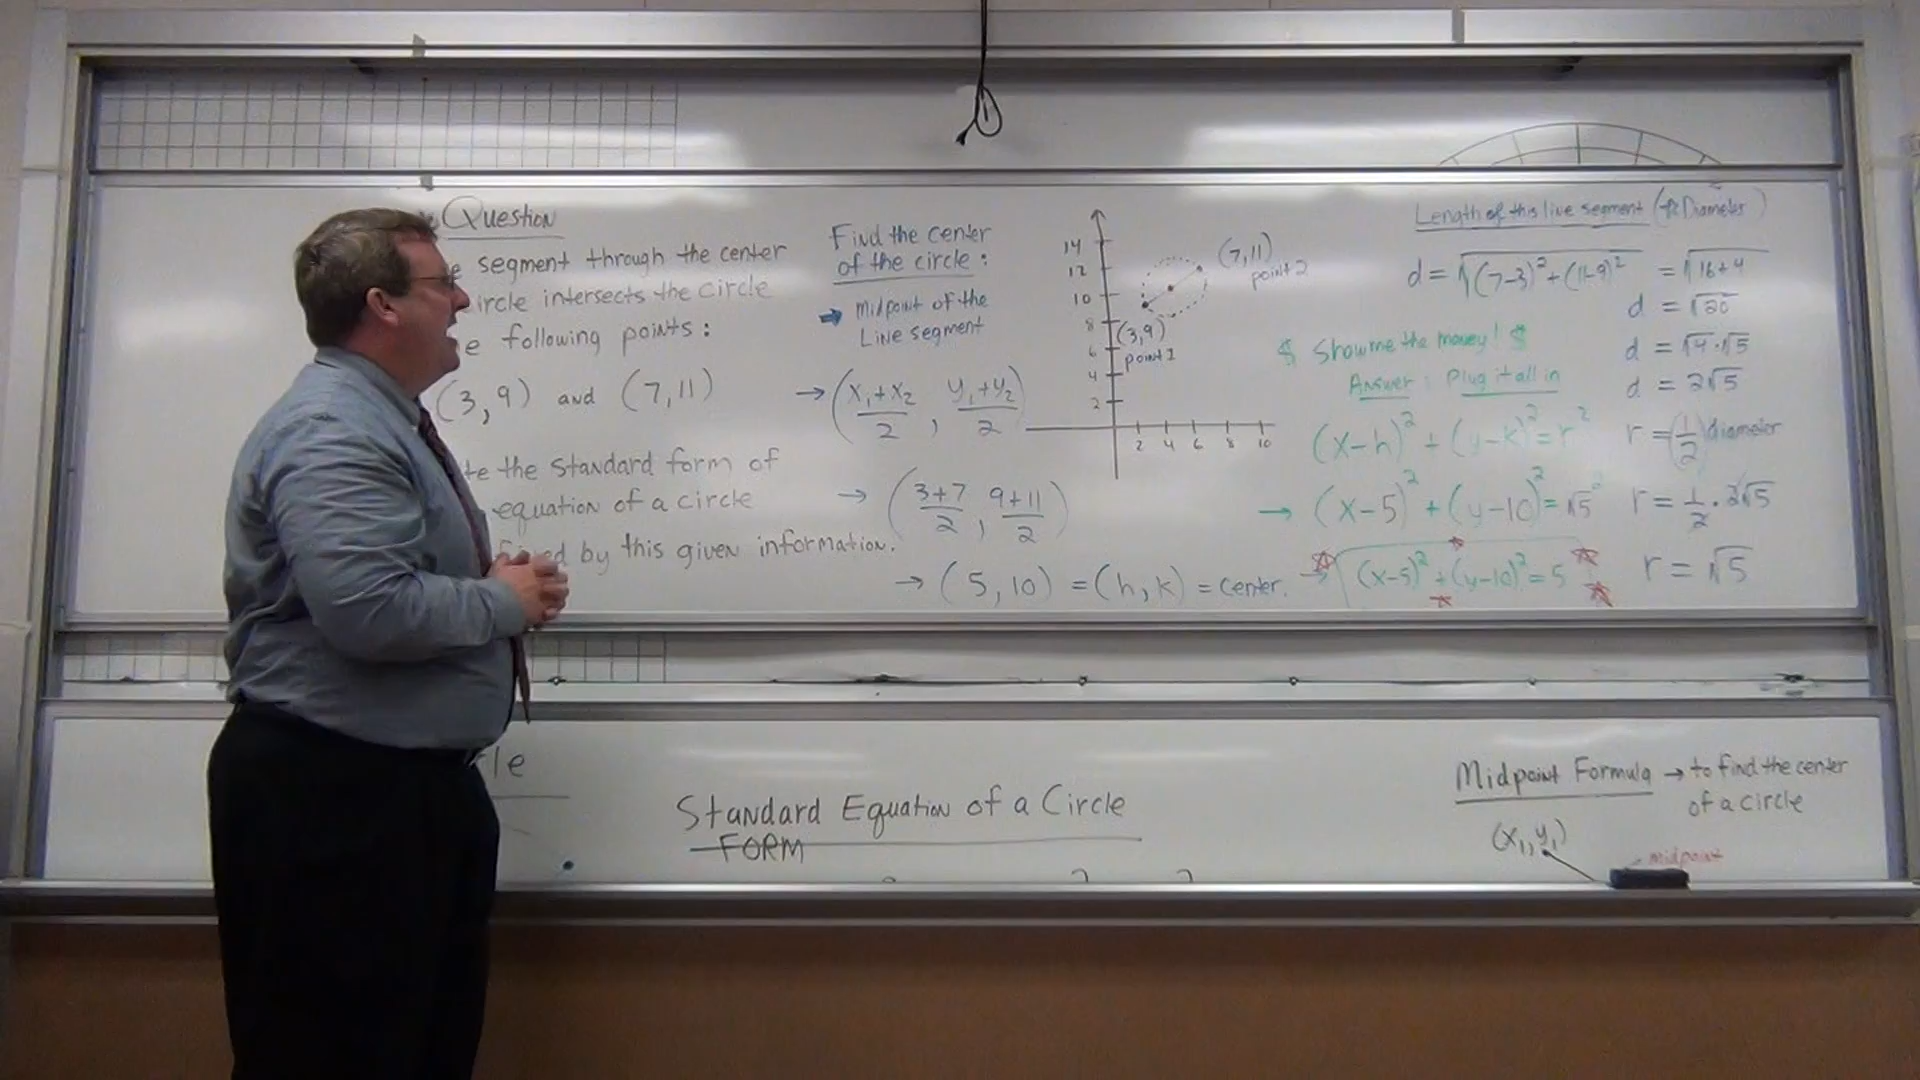 Question
segment through the center
ircle intersects the circle
e following points :
(3,9) and (7,11)
te the standard form of
equation of a circle
by this given information.
Find the center
of the circle :
➡ midpoint of the
Line segment
→ (x₁+x₂/2 , y₁+y₂/2)
→ (3+7/2 , 9+11/2)
→ (5,10) = (h,k) = center.
14
12
10
8
6
4
2
2 4 6 8 10
(7,11)
point 2
(3,9)
point 1
Length of this line segment (Diameter)
d = √(7-3)² + (11-9)² = √16+4
d = √20
d = √4·√5
d = 2√5
r = (1/2) diameter
r = 1/2 · 2√5
r = √5
$ Show me the money! $
Answer : Plug it all in
(x-h)² + (y-k)² = r²
→ (x-5)² + (y-10)² = √5²
→ (x-5)² + (y-10)² = 5
le
Standard Equation of a Circle
FORM
Midpoint Formula → to find the center
of a circle
(x₁,y₁)
midpoint